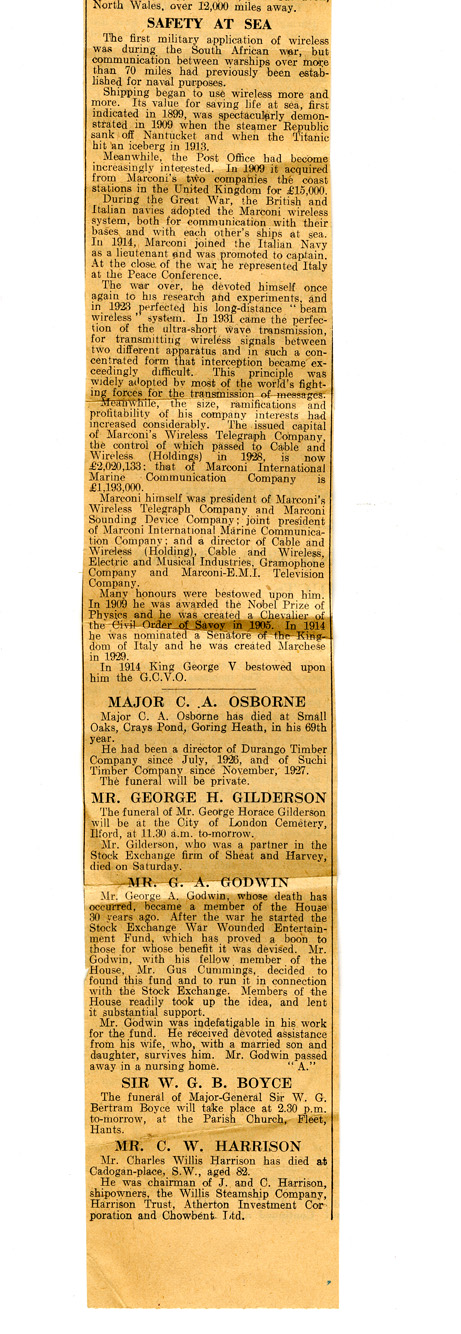 North Wales, over 12,000 miles away.
SAFETY AT SEA
The first military application of wireless
was during the South African war, but
communication between warships over more
than 70 miles had previously been estab-
lished for naval purposes.
Shipping began to use wireless more and
more. Its value for saving life at sea, first
indicated in 1899, was spectacularly demon-
strated in 1909 when the steamer Republic
sank off Nantucket and when the Titanic
hit an iceberg in 1913.
Meanwhile, the Post Office had become
increasingly interested. In 1909 it acquired
from Marconi's two companies the coast
stations in the United Kingdom for £15,000.
During the Great War, the British and
Italian navies adopted the Marconi wireless
system, both for communication with their
bases and with each other's ships at sea.
In 1914, Marconi joined the Italian Navy
as a lieutenant and was promoted to captain.
At the close of the war he represented Italy
at the Peace Conference.
The war over, he devoted himself once
again to his research and experiments, and
in 1923 perfected his long-distance "beam
wireless" system. In 1931 came the perfec-
tion of the ultra-short wave transmission,
for transmitting wireless signals between
two different apparatus and in such a con-
centrated form that interception became ex-
ceedingly difficult. This principle was
widely adopted by most of the world's fight-
ing forces for the transmission of messages.
Meanwhile, the size, ramifications and
profitability of his company interests had
increased considerably. The issued capital
of Marconi's Wireless Telegraph Company,
the control of which passed to Cable and
Wireless (Holdings) in 1928, is now
£2,020,133; that of Marconi International
Marine Communication Company is
£1,193,000.
Marconi himself was president of Marconi's
Wireless Telegraph Company and Marconi
Sounding Device Company; joint president
of Marconi International Marine Communica-
tion Company; and a director of Cable and
Wireless (Holding), Cable and Wireless,
Electric and Musical Industries, Gramophone
Company and Marconi-E.M.I. Television
Company.
Many honours were bestowed upon him.
In 1909 he was awarded the Nobel Prize of
Physics and he was created a Chevalier of
the Civil Order of Savoy in 1905. In 1914
he was nominated a Senatore of the King-
dom of Italy and he was created Marchese
in 1929.
In 1914 King George V bestowed upon
him the G.C.V.O.
MAJOR C. A. OSBORNE
Major C. A. Osborne has died at Small
Oaks, Crays Pond, Goring Heath, in his 69th
year.
He had been a director of Durango Timber
Company since July, 1926, and of Suchi
Timber Company since November, 1927.
The funeral will be private.
MR. GEORGE H. GILDERSON
The funeral of Mr. George Horace Gilderson
will be at the City of London Cemetery,
Ilford, at 11.30 a.m. to-morrow.
Mr. Gilderson, who was a partner in the
Stock Exchange firm of Sheat and Harvey,
died on Saturday.
MR. G. A. GODWIN
Mr. George A. Godwin, whose death has
occurred, became a member of the House
30 years ago. After the war he started the
Stock Exchange War Wounded Entertain-
ment Fund, which has proved a boon to
those for whose benefit it was devised. Mr.
Godwin, with his fellow member of the
House, Mr. Gus Cummings, decided to
found this fund and to run it in connection
with the Stock Exchange. Members of the
House readily took up the idea, and lent
it substantial support.
Mr. Godwin was indefatigable in his work
for the fund. He received devoted assistance
from his wife, who, with a married son and
daughter, survives him. Mr. Godwin passed
away in a nursing home. "A."
SIR W. G. B. BOYCE
The funeral of Major-General Sir W. G.
Bertram Boyce will take place at 2.30 p.m.
to-morrow, at the Parish Church, Fleet,
Hants.
MR. C. W. HARRISON
Mr. Charles Willis Harrison has died at
Cadogan-place, S.W., aged 82.
He was chairman of J. and C. Harrison,
shipowners, the Willis Steamship Company,
Harrison Trust, Atherton Investment Cor
poration and Chowbent Ltd.